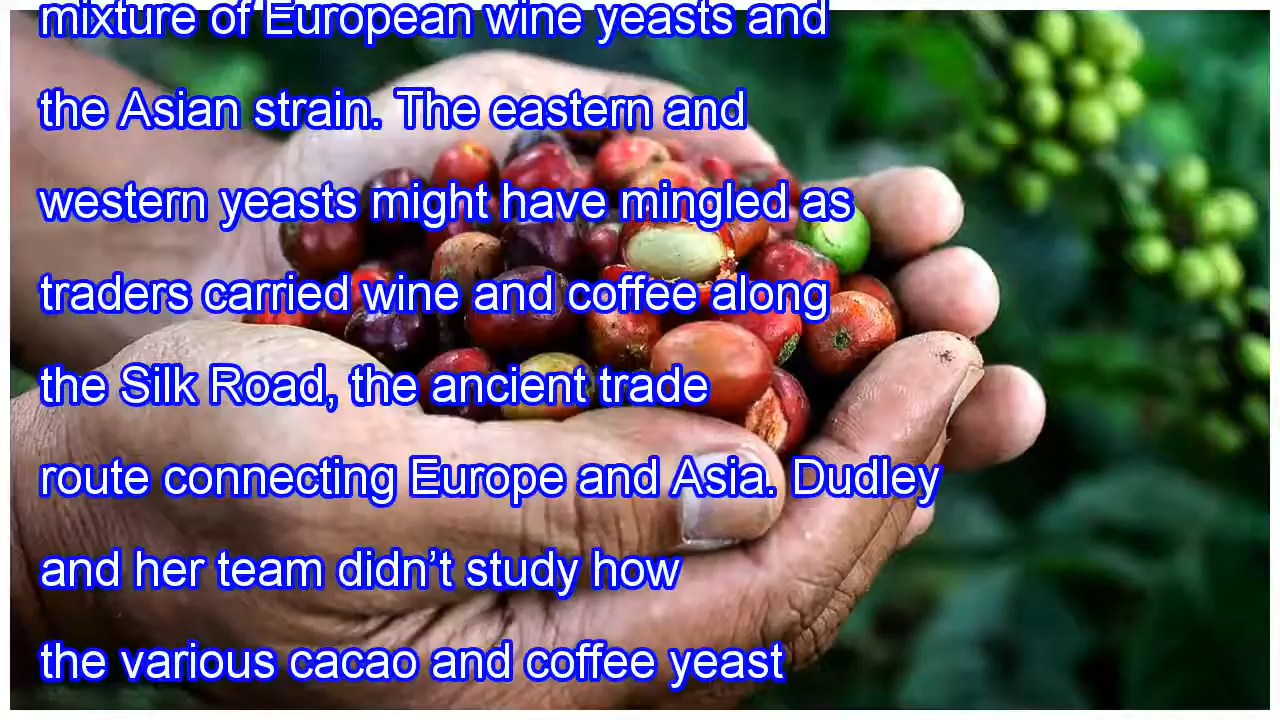 mixture of European wine yeasts and
the Asian strain. The eastern and
western yeasts might have mingled as
traders carried wine and coffee along
the Silk Road, the ancient trade
route connecting Europe and Asia. Dudley
and her team didn’t study how
the various cacao and coffee yeast